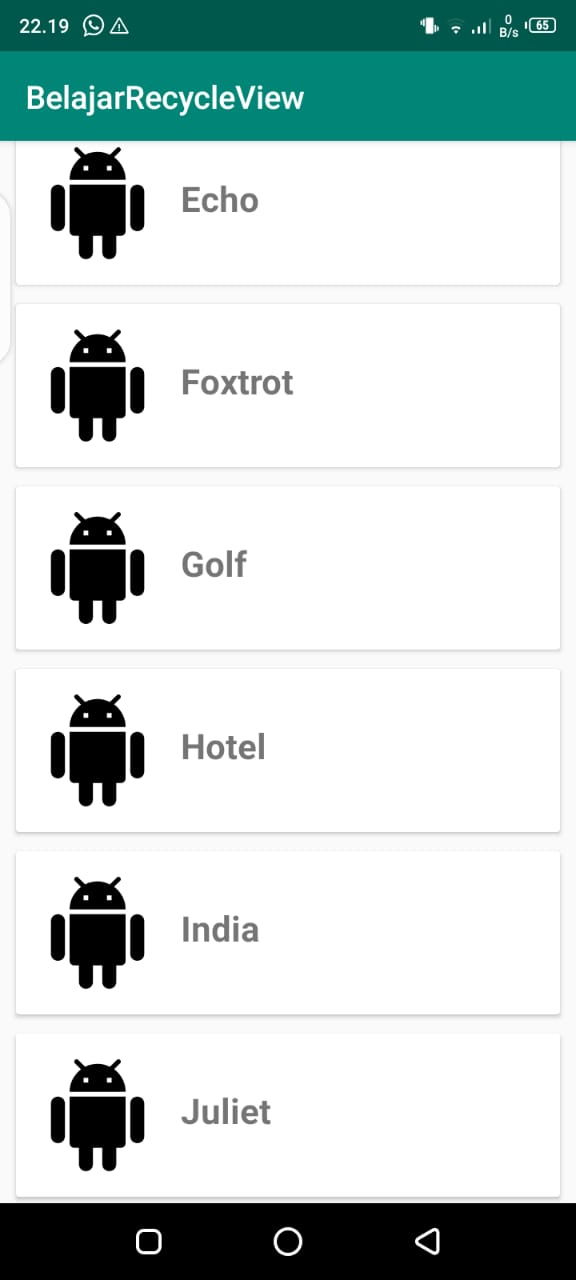 22.19
0
B/s
65
BelajarRecycleView
Echo
Foxtrot
Golf
Hotel
India
Juliet